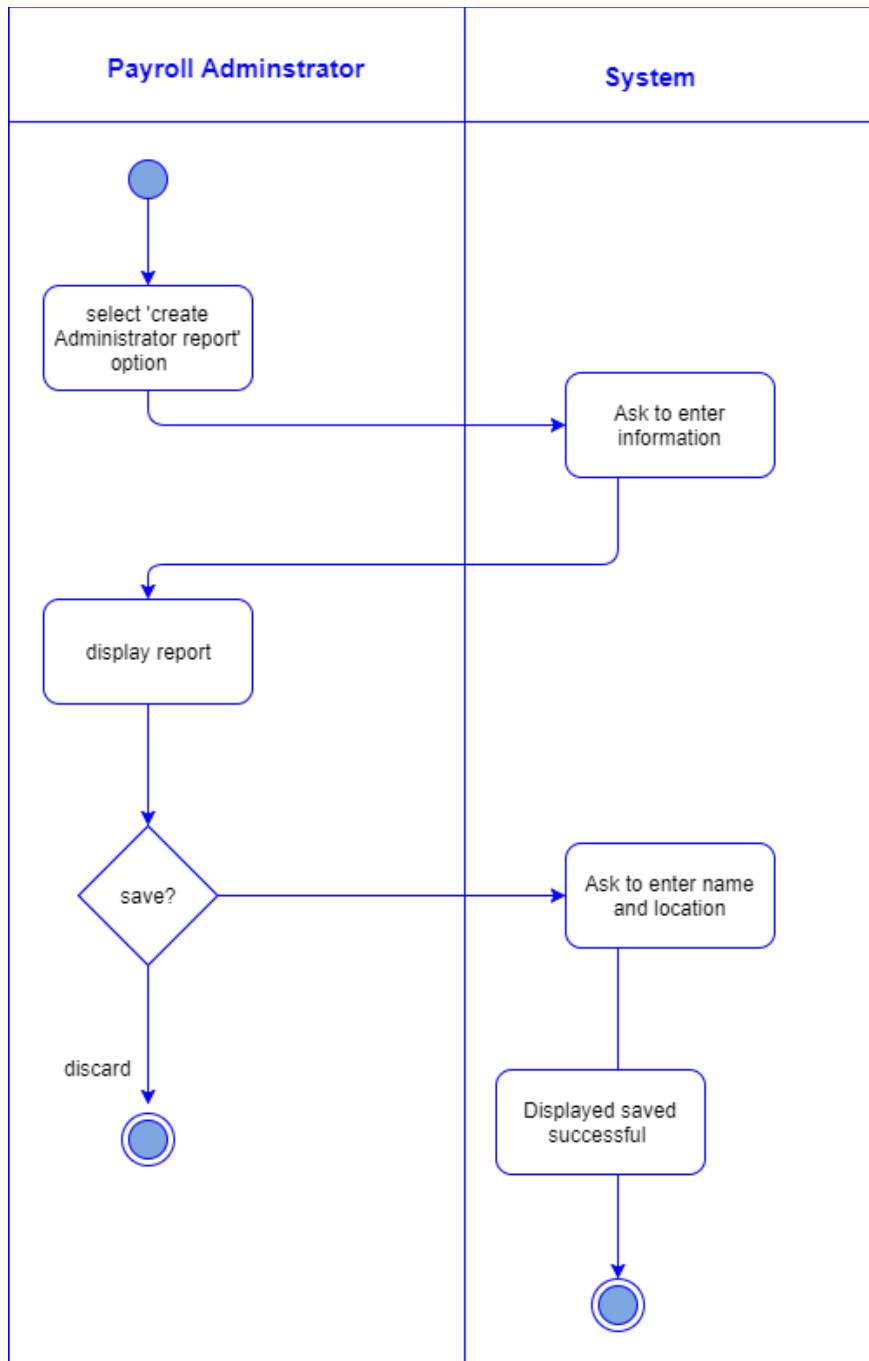 Payroll Adminstrator
System
select 'create
Administrator report'
option
Ask to enter
information
display report
save?
Ask to enter name
and location
discard
Displayed saved
successful